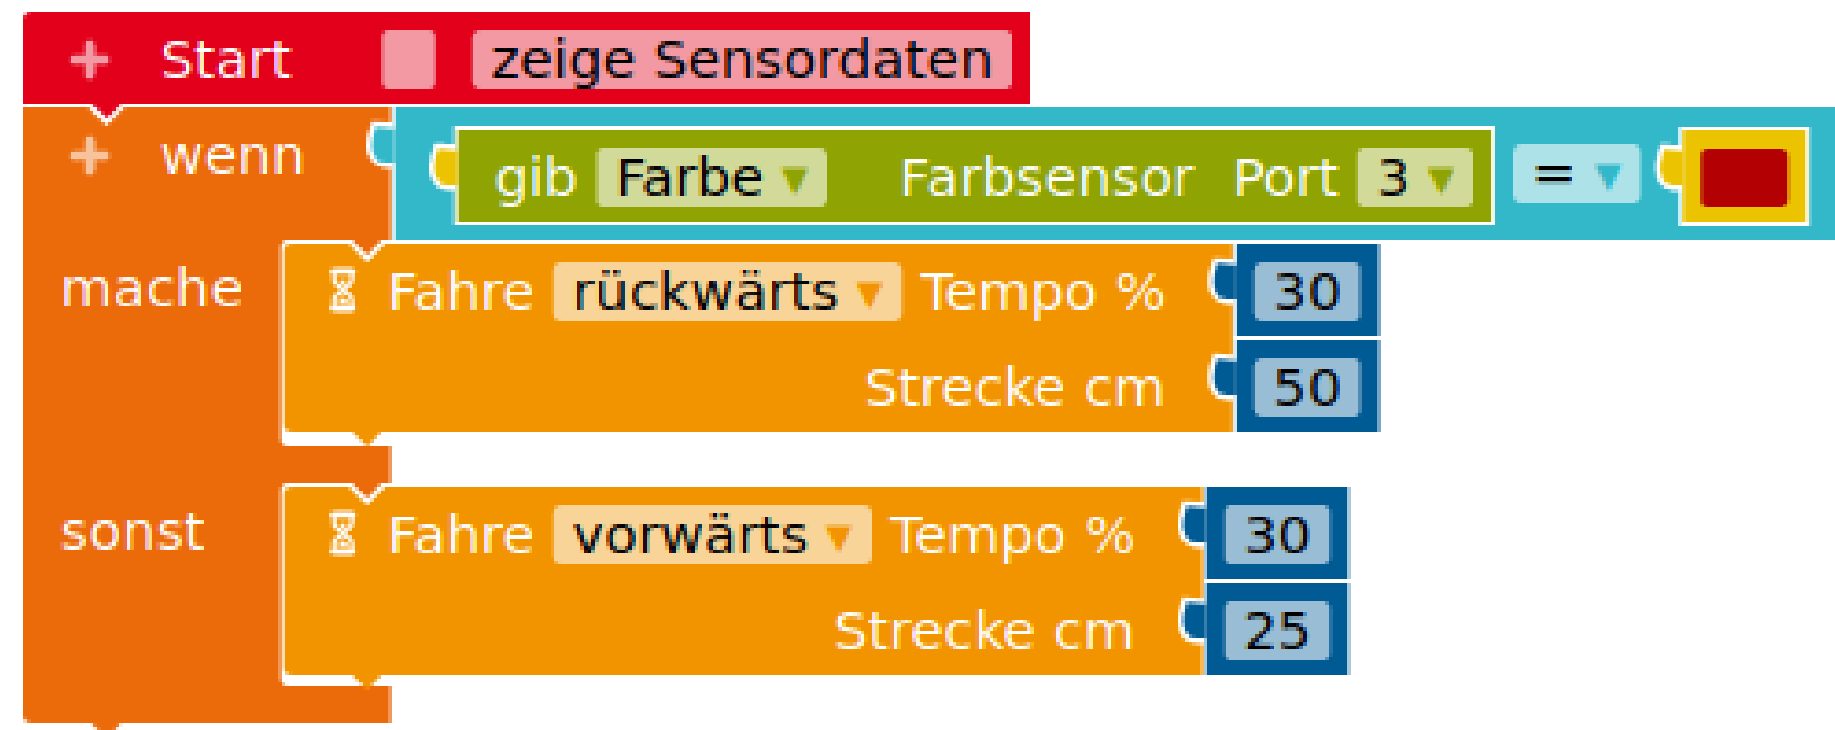 + Start zeige Sensordaten
+ wenn gib Farbe ▾ Farbsensor Port 3 ▾ = ▾
mache Fahre rückwärts ▾ Tempo % 30
Strecke cm 50
sonst Fahre vorwärts ▾ Tempo % 30
Strecke cm 25